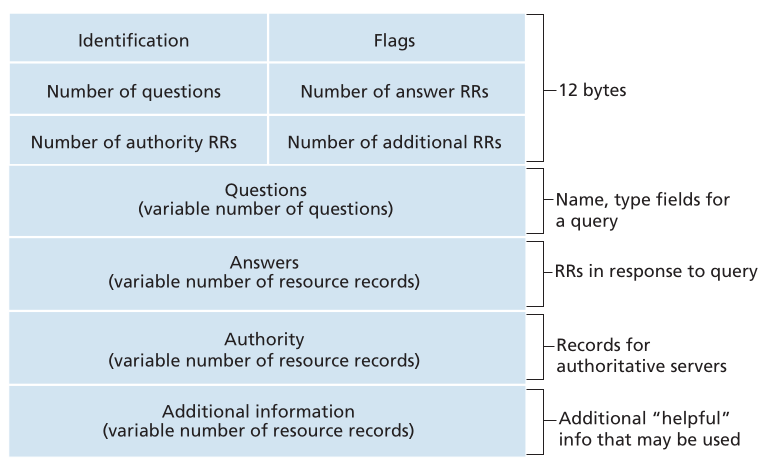 Identification
Flags
Number of questions
Number of answer RRs
12 bytes
Number of authority RRs
Number of additional RRs
Questions
(variable number of questions)
Name, type fields for
a query
Answers
(variable number of resource records)
RRs in response to query
Authority
(variable number of resource records)
Records for
authoritative servers
Additional information
(variable number of resource records)
Additional “helpful”
info that may be used